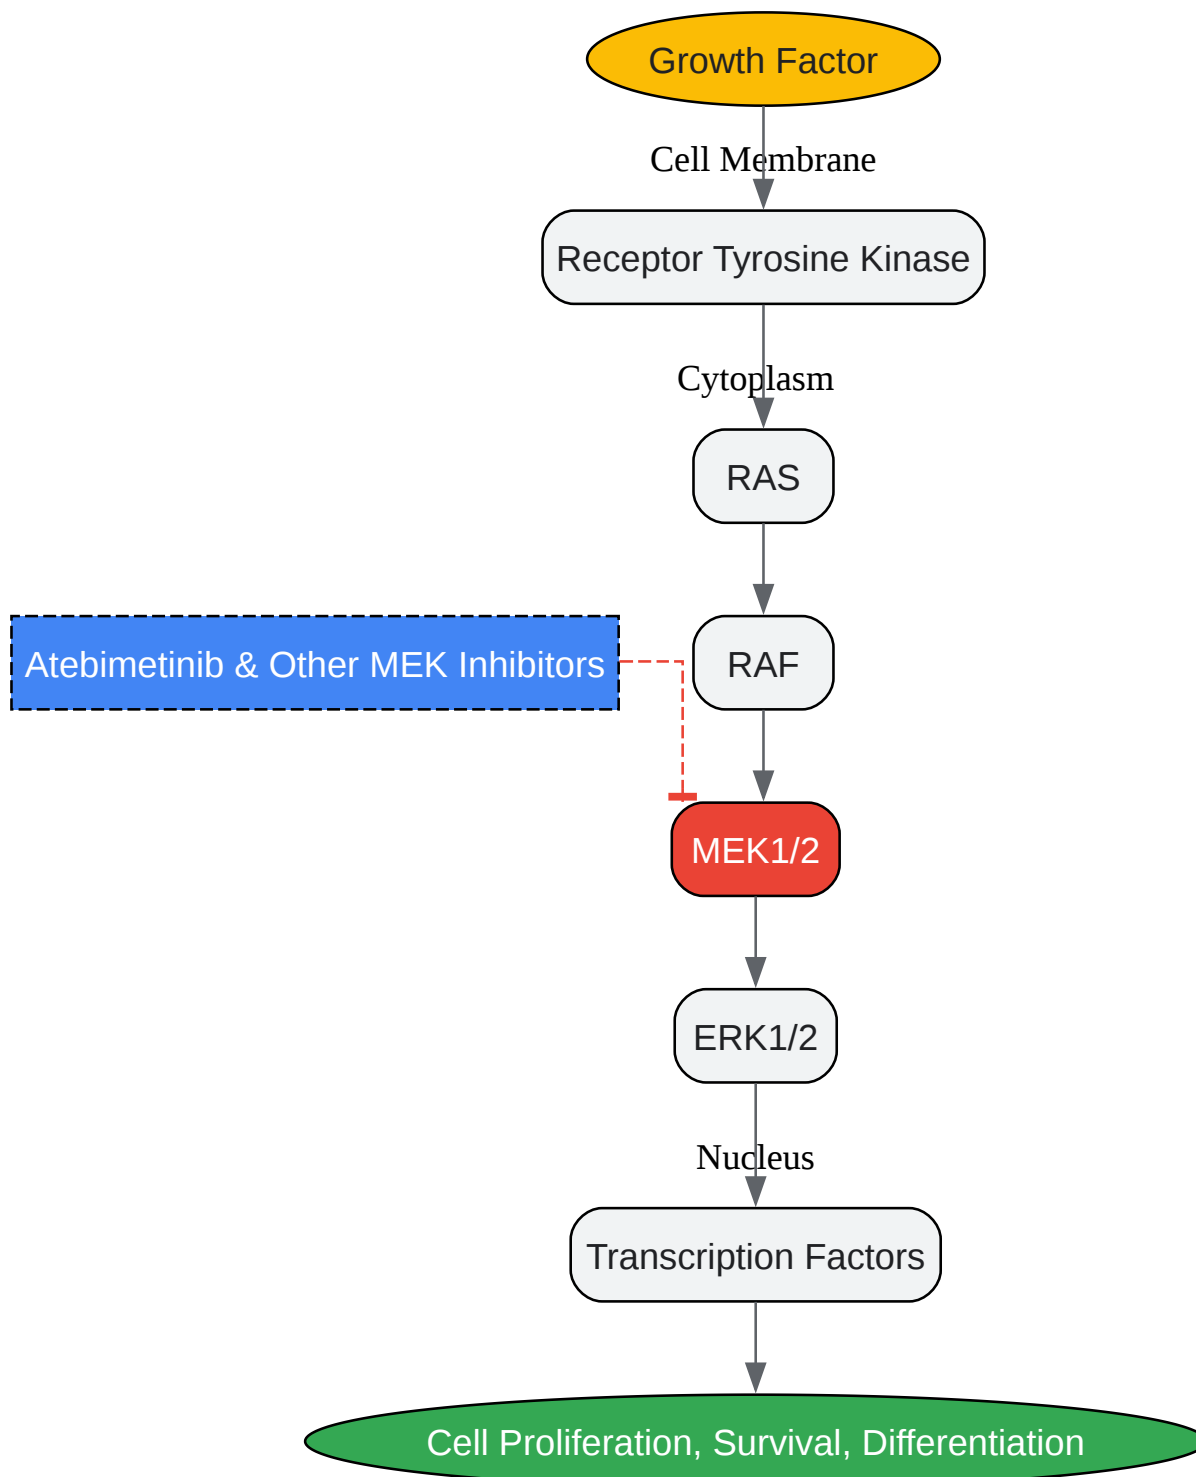 Growth Factor
Cell Membrane
Receptor Tyrosine Kinase
Cytoplasm
RAS
Atebimetinib & Other MEK Inhibitors
RAF
MEK1/2
ERK1/2
Nucleus
Transcription Factors
Cell Proliferation, Survival, Differentiation